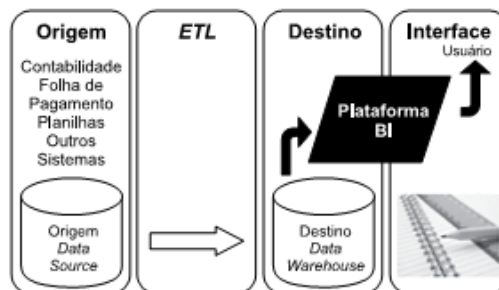 Origem
Contabilidade
Folha de
Pagamento
Planilhas
Outros
Sistemas
Origem
Data
Source
ETL
Destino
Plataforma
BI
Destino
Data
Warehouse
Interface
Usuário